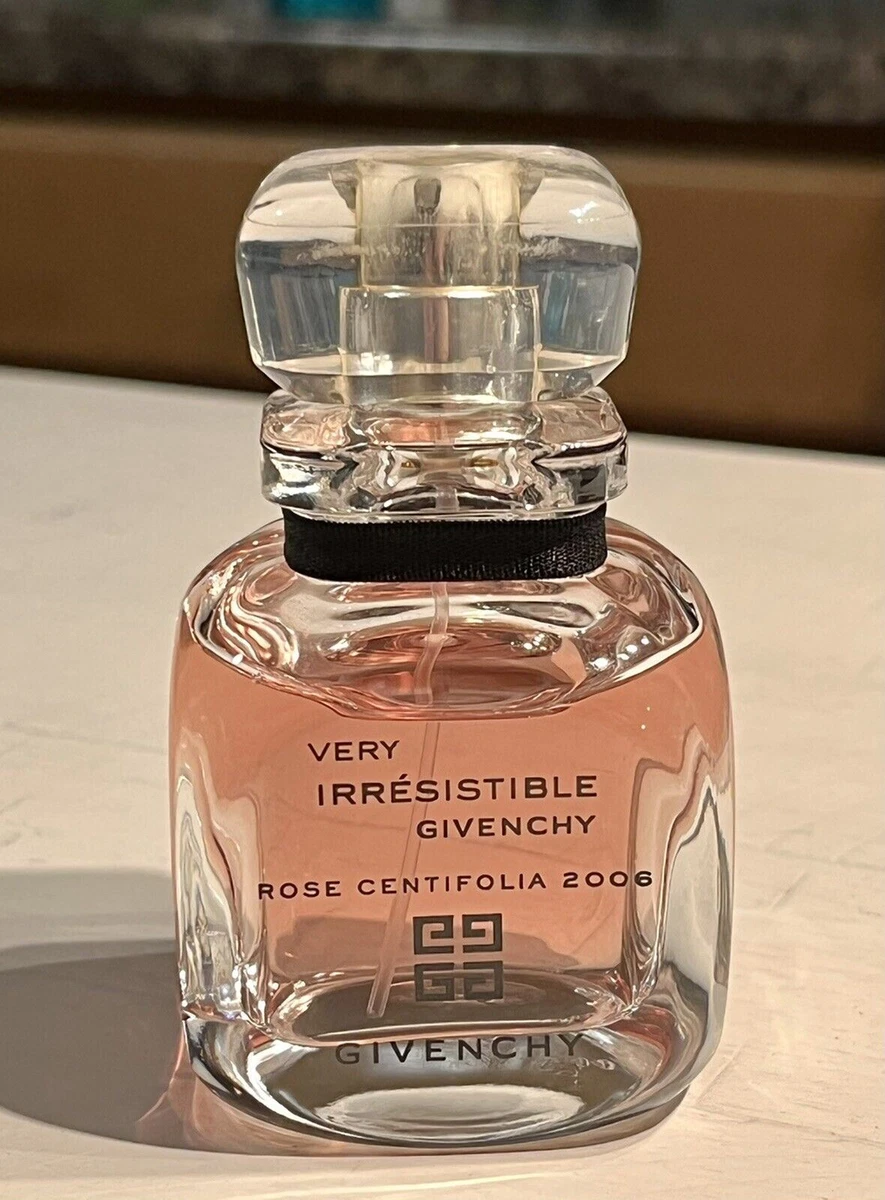 VERY
IRRÉSISTIBLE
GIVENCHY
ROSE CENTIFOLIA 2006
GIVENCHY